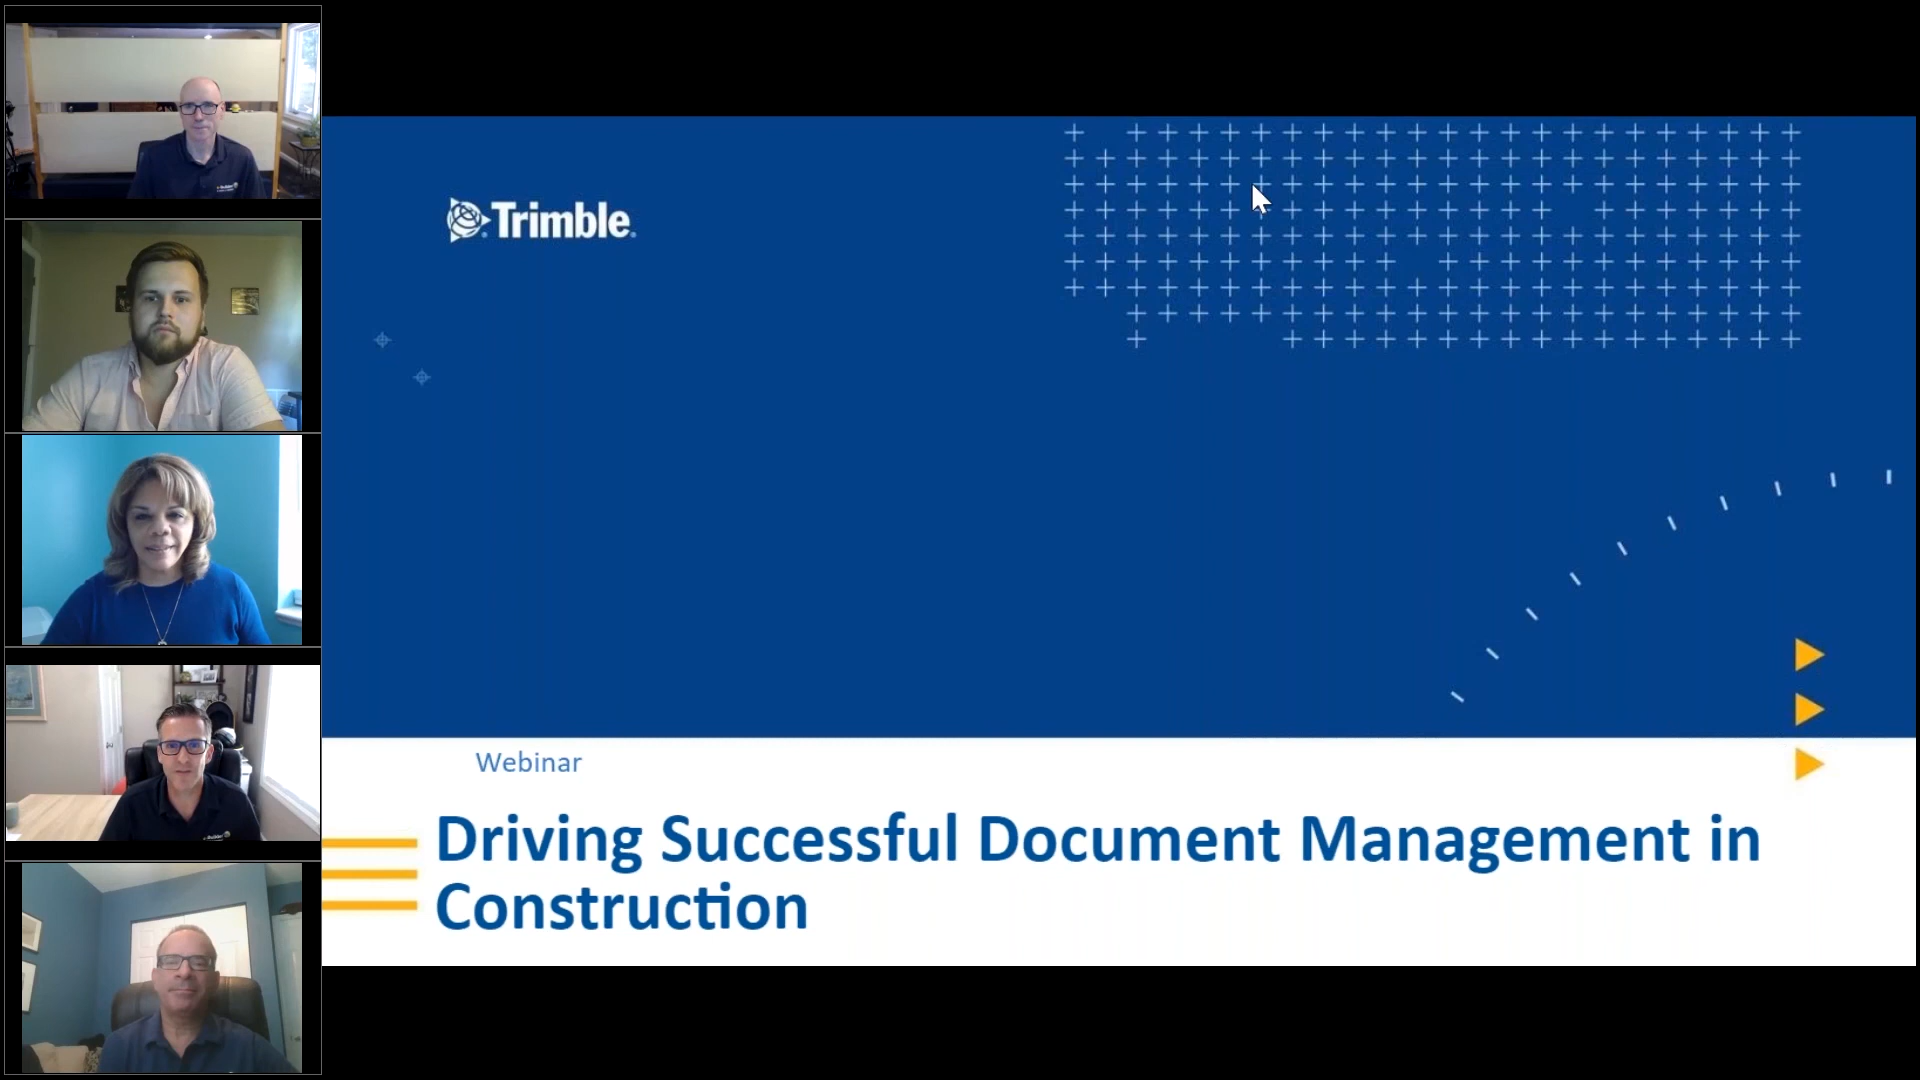 Trimble
Webinar
Driving Successful Document Management in
Construction